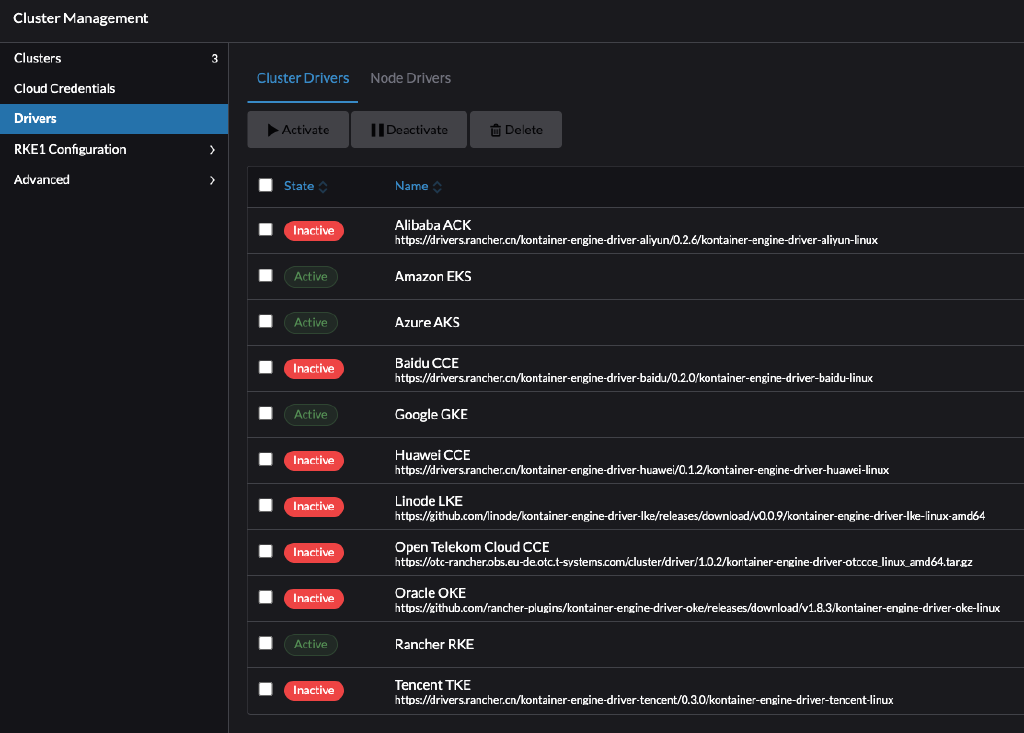 Cluster Management
Clusters 3
Cloud Credentials
Drivers
RKE1 Configuration
Advanced
Cluster Drivers Node Drivers
Activate Deactivate Delete
State Name
Inactive Alibaba ACK
https://drivers.rancher.cn/kontainer-engine-driver-aliyun/0.2.6/kontainer-engine-driver-aliyun-linux
Active Amazon EKS
Active Azure AKS
Inactive Baidu CCE
https://drivers.rancher.cn/kontainer-engine-driver-baidu/0.2.0/kontainer-engine-driver-baidu-linux
Active Google GKE
Inactive Huawei CCE
https://drivers.rancher.cn/kontainer-engine-driver-huawei/0.1.2/kontainer-engine-driver-huawei-linux
Inactive Linode LKE
https://github.com/linode/kontainer-engine-driver-lke/releases/download/v0.0.9/kontainer-engine-driver-lke-linux-amd64
Inactive Open Telekom Cloud CCE
https://otc-rancher.obs.eu-de.otc.t-systems.com/cluster/driver/1.0.2/kontainer-engine-driver-otccce_linux_amd64.tar.gz
Inactive Oracle OKE
https://github.com/rancher-plugins/kontainer-engine-driver-oke/releases/download/v1.8.3/kontainer-engine-driver-oke-linux
Active Rancher RKE
Inactive Tencent TKE
https://drivers.rancher.cn/kontainer-engine-driver-tencent/0.3.0/kontainer-engine-driver-tencent-linux